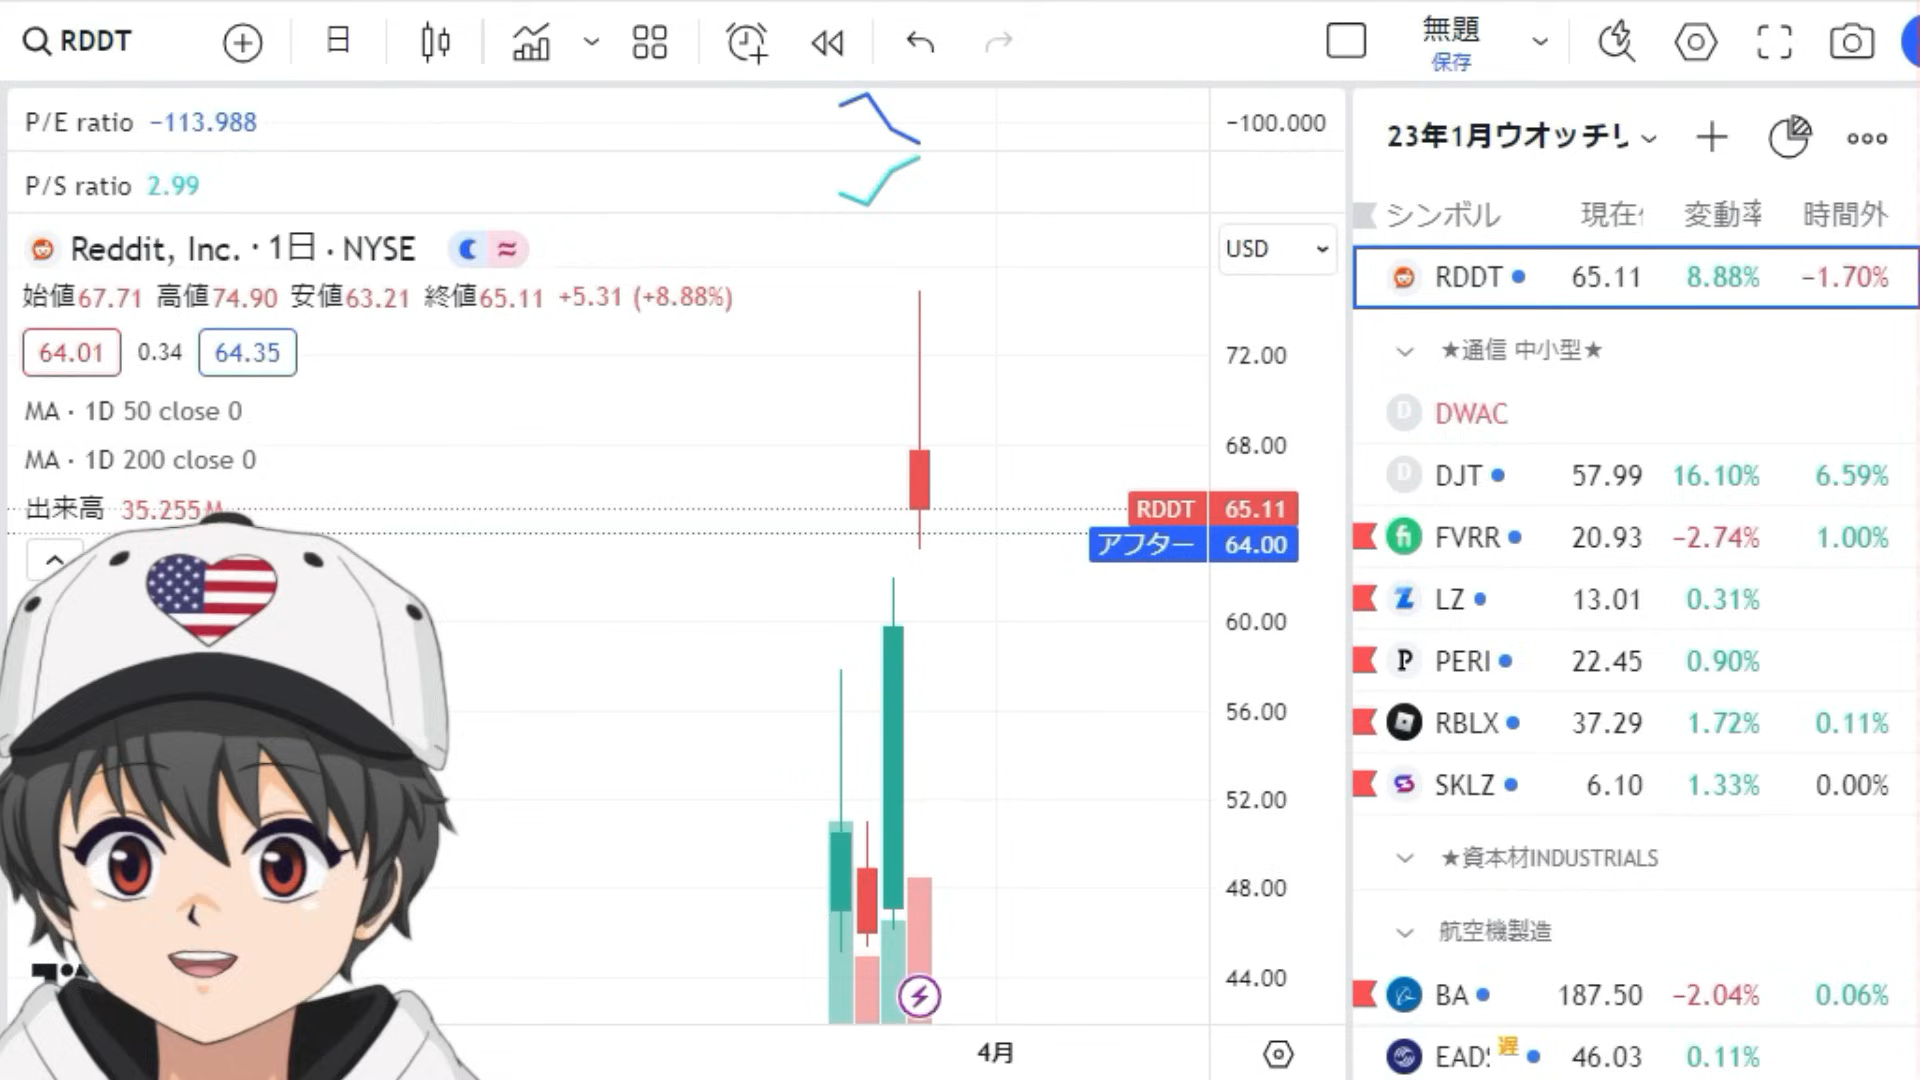 RDDT
日
無題
保存
P/E ratio −113.988
−100.000
P/S ratio 2.99
Reddit, Inc. · 1日 · NYSE
USD
始値67.71 高値74.90 安値63.21 終値65.11 +5.31 (+8.88%)
64.01 0.34 64.35
MA · 1D 50 close 0
MA · 1D 200 close 0
出来高 35.255M
72.00
68.00
RDDT 65.11
アフター 64.00
60.00
56.00
52.00
48.00
44.00
4月
23年1月ウオッチリ
シンボル 現在 変動率 時間外
RDDT 65.11 8.88% −1.70%
★通信 中小型★
D DWAC
D DJT 57.99 16.10% 6.59%
fi FVRR 20.93 −2.74% 1.00%
LZ 13.01 0.31%
P PERI 22.45 0.90%
RBLX 37.29 1.72% 0.11%
SKLZ 6.10 1.33% 0.00%
★資本材INDUSTRIALS
航空機製造
BA 187.50 −2.04% 0.06%
EADS 遅 46.03 0.11%